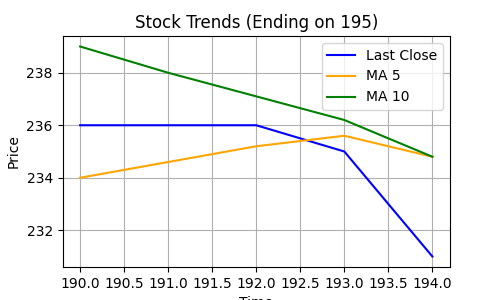 Stock Trends (Ending on 195)
Last Close
MA 5
MA 10
Price
238
236
234
232
190.0 190.5 191.0 191.5 192.0 192.5 193.0 193.5 194.0
Time